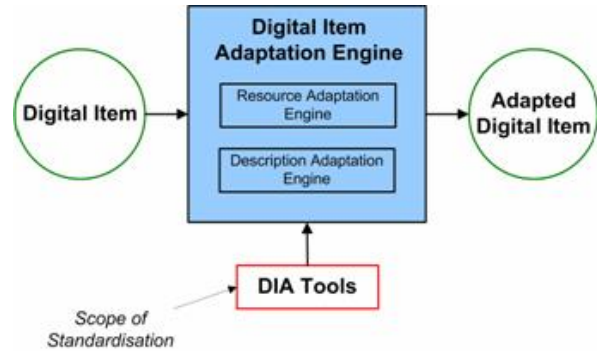 Digital Item
Adaptation Engine
Resource Adaptation
Engine
Description Adaptation
Engine
Digital Item
Adapted
Digital Item
DIA Tools
Scope of
Standardisation